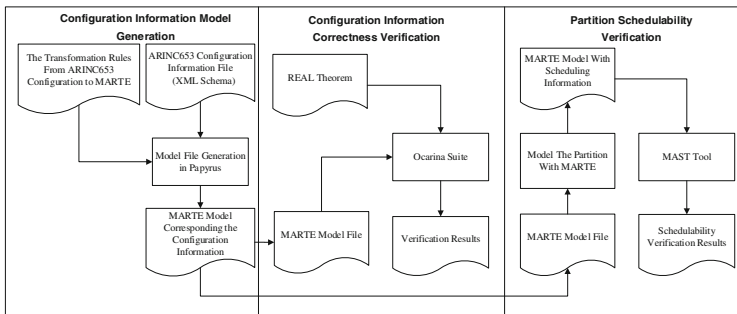 Configuration Information Model
Generation
The Transformation Rules
From ARINC653
Configuration to MARTE
ARINC653 Configuration
Information File
(XML Schema)
Model File Generation
in Papyrus
MARTE Model
Corresponding the
Configuration
Information
Configuration Information
Correctness Verification
REAL Theorem
Ocarina Suite
MARTE Model File
Verification Results
Partition Schedulability
Verification
MARTE Model With
Scheduling
Information
Model The Partition
With MARTE
MAST Tool
MARTE Model File
Schedulability
Verification Results